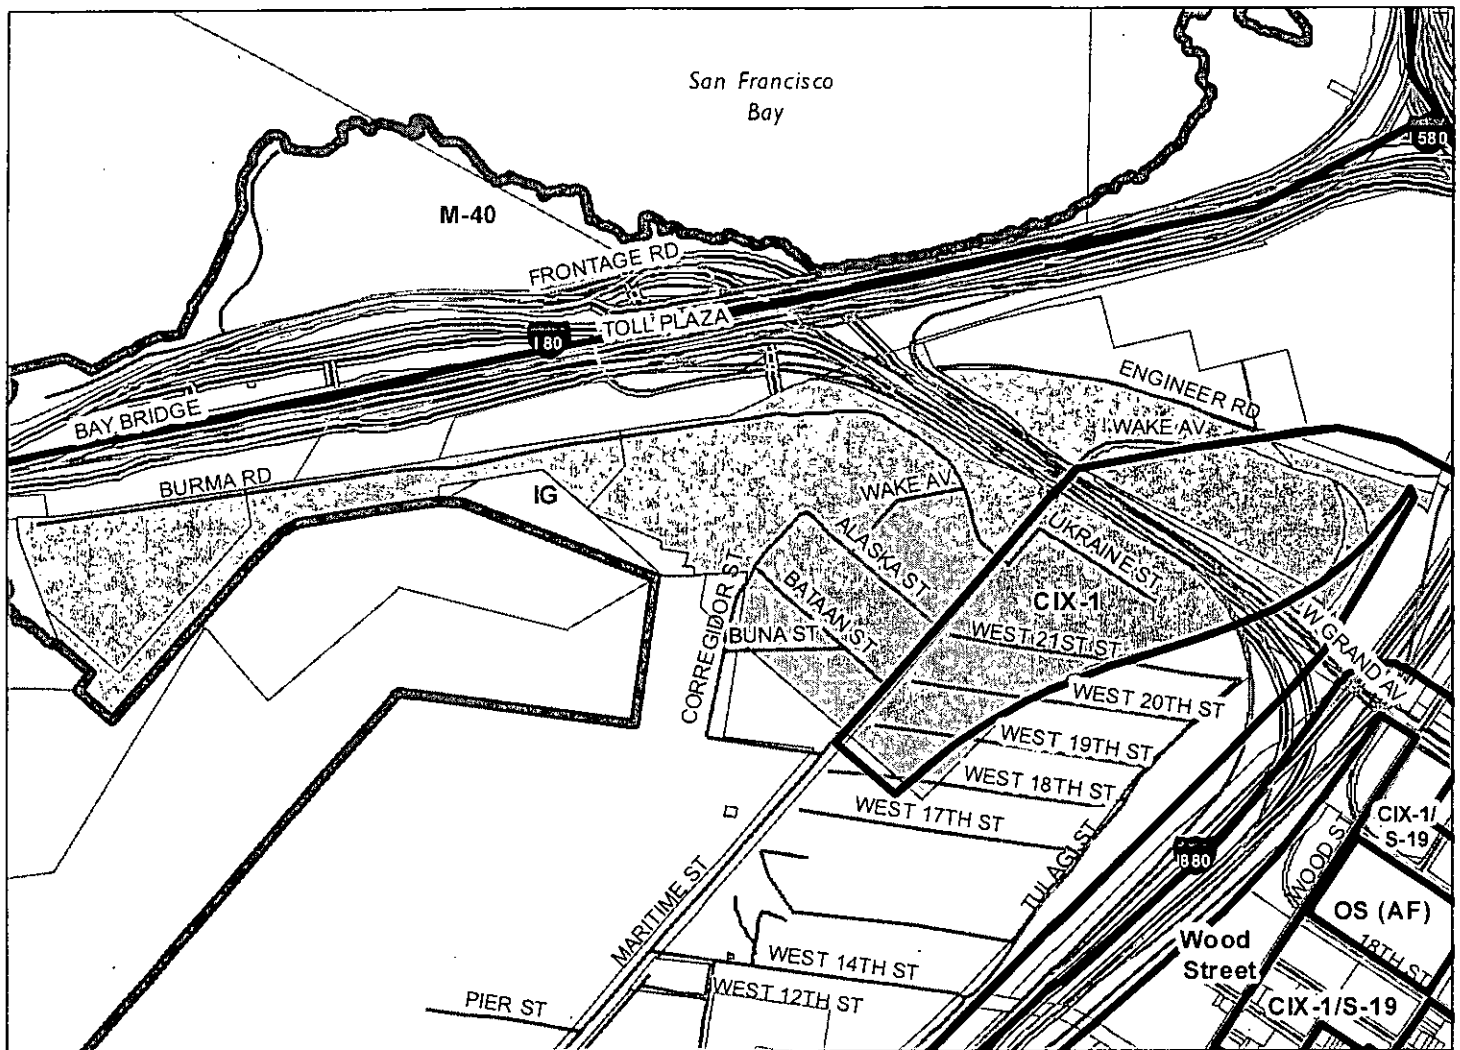 San Francisco
Bay
I 580
M-40
FRONTAGE RD
TOLL PLAZA
I 80
BAY BRIDGE
ENGINEER RD
WAKE AV
BURMA RD
IG
WAKE AV
ALASKA ST
UKRAINE ST
BATAAN ST
CIX-1
CORREGIDOR ST
BUNA ST
WEST 21ST ST
W GRAND AV
WEST 20TH ST
WEST 19TH ST
WEST 18TH ST
WEST 17TH ST
CIX-1/
S-19
WOOD ST
I880
TULAGI ST
MARITIME ST
OS (AF)
18TH ST
Wood
Street
WEST 14TH ST
WEST 12TH ST
PIER ST
CIX-1/S-19